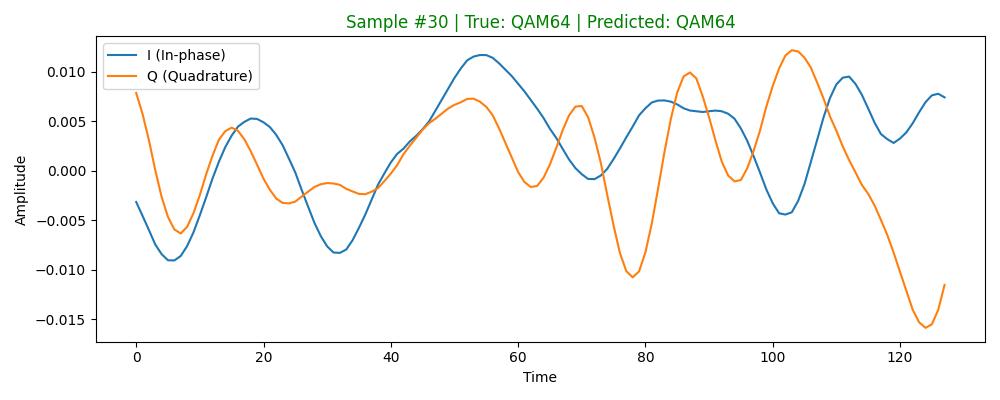 Sample #30 | True: QAM64 | Predicted: QAM64
I (In-phase)
Q (Quadrature)
Amplitude
0.010
0.005
0.000
−0.005
−0.010
−0.015
0 20 40 60 80 100 120
Time